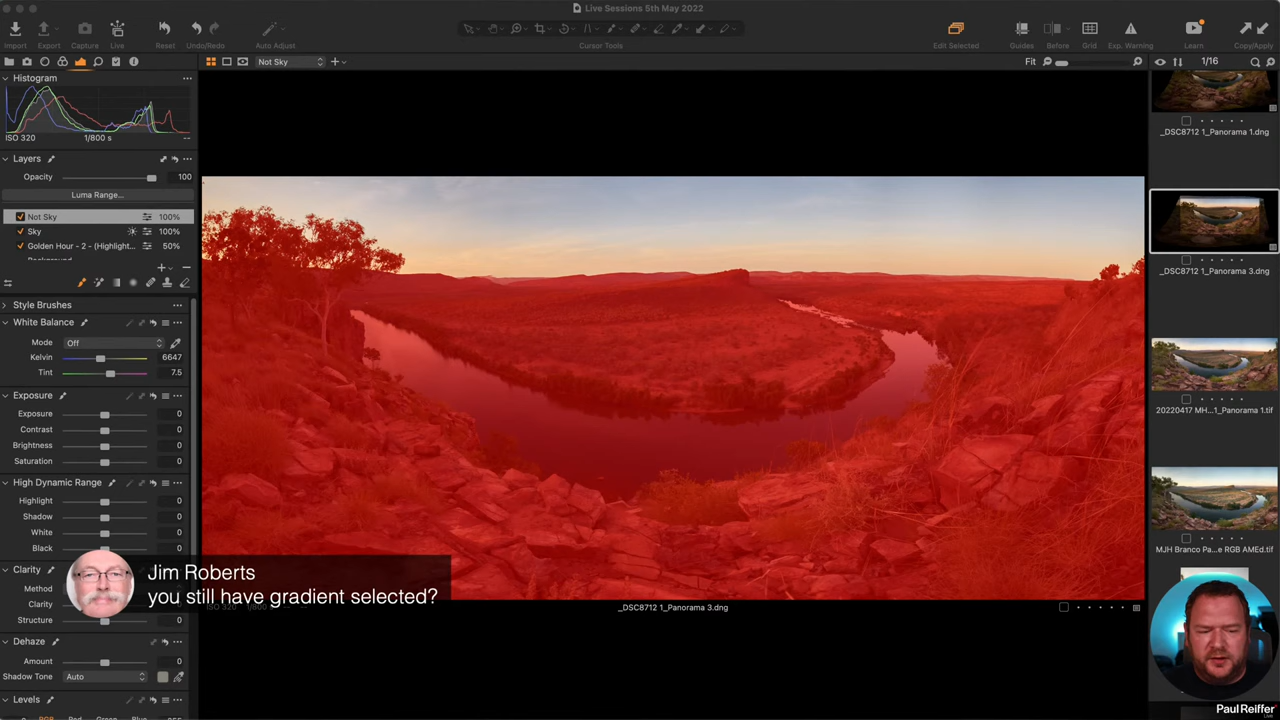 Live Sessions 5th May 2022
Import
Export
Capture
Live
Reset
Undo/Redo
Auto Adjust
Cursor Tools
Edit Selected
Guides
Before
Grid
Exp. Warning
Learn
Copy/Apply
Not Sky
Fit
1/16
Histogram
ISO 320
1/800 s
--
Layers
Opacity
100
Luma Range...
Not Sky
100%
Sky
100%
Golden Hour - 2 - (Highlight...
50%
Style Brushes
White Balance
Mode
Off
Kelvin
6647
Tint
7.5
Exposure
Exposure
0
Contrast
0
Brightness
0
Saturation
0
High Dynamic Range
Highlight
0
Shadow
0
White
0
Black
0
Clarity
Method
Clarity
Structure
0
Dehaze
Amount
0
Shadow Tone
Auto
Levels
RGB
Red
Green
Blue
255
Jim Roberts
you still have gradient selected?
_DSC8712 1_Panorama 3.dng
_DSC8712 1_Panorama 1.dng
_DSC8712 1_Panorama 3.dng
20220417 MH...1_Panorama 1.tif
MJH Branco Pa...e RGB AMEd.tif
Paul Reiffer
Live